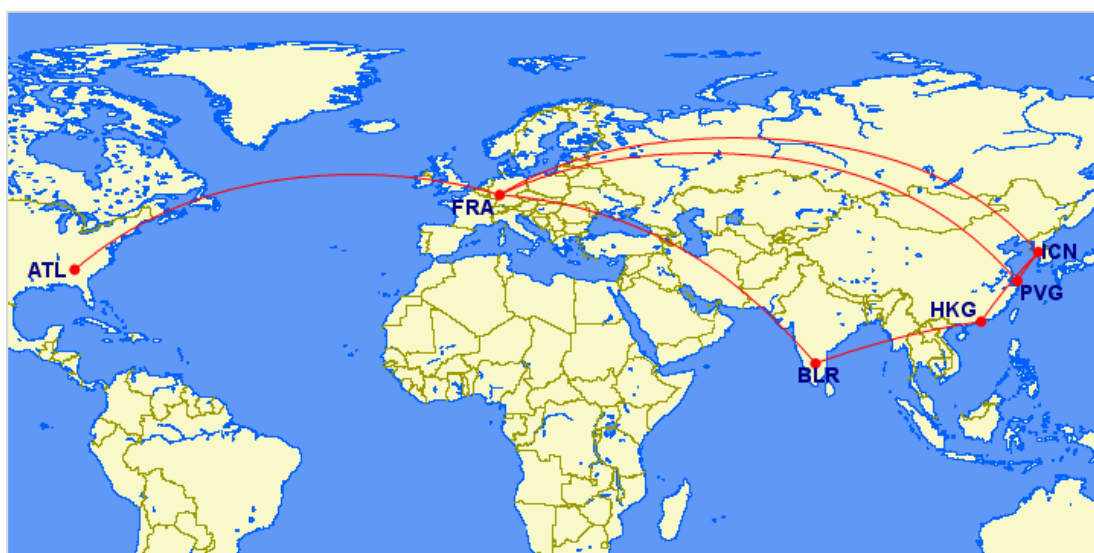 FRA
ICN
ATL
PVG
HKG
BLR